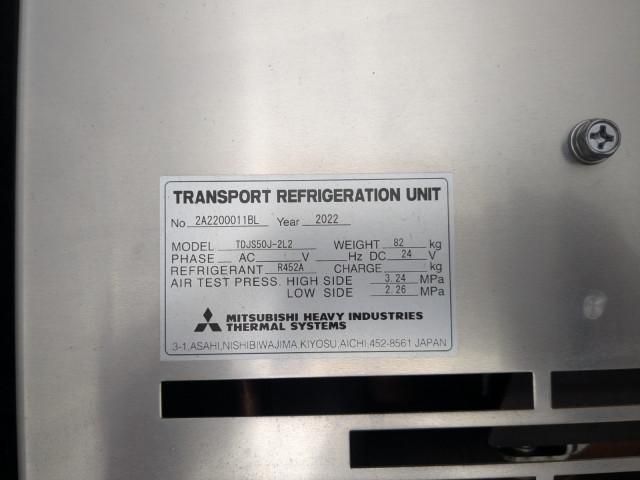 TRANSPORT REFRIGERATION UNIT
No 2A2200011BL Year 2022
MODEL TDJS50J-2L2 WEIGHT 82 kg
PHASE AC V Hz DC 24 V
REFRIGERANT R452A CHARGE kg
AIR TEST PRESS. HIGH SIDE 3.24 MPa
LOW SIDE 2.26 MPa
MITSUBISHI HEAVY INDUSTRIES
THERMAL SYSTEMS
3-1,ASAHI,NISHIBIWAJIMA,KIYOSU,AICHI,452-8561 JAPAN